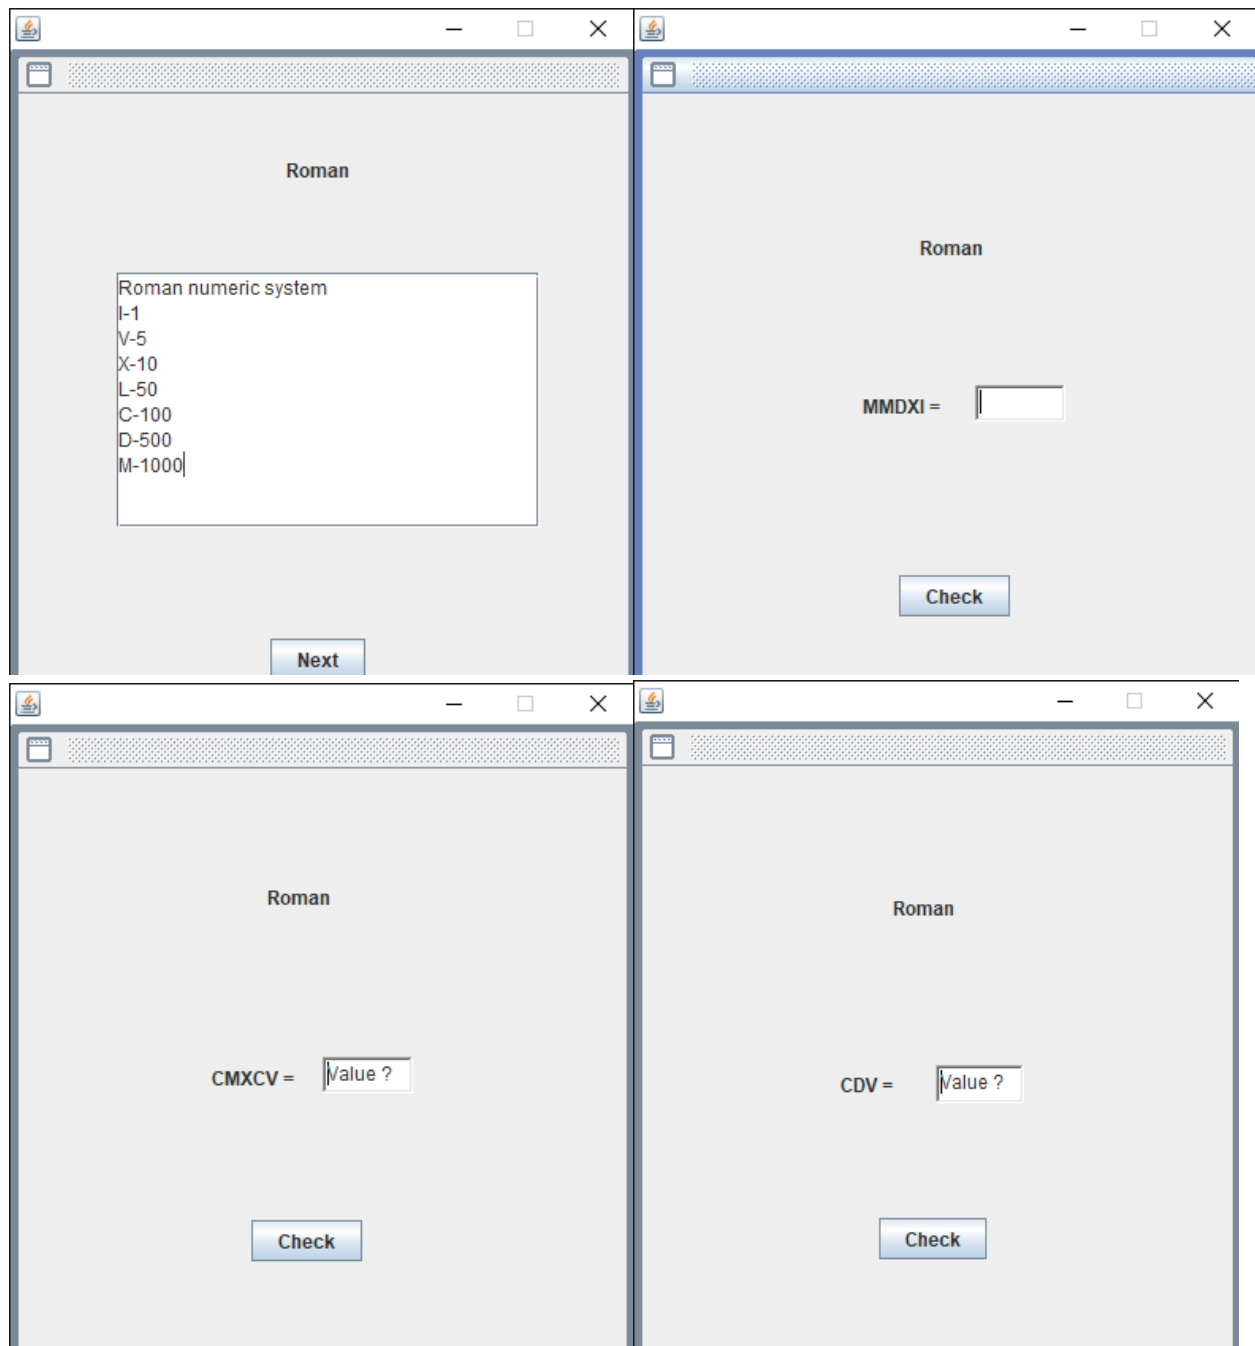 Roman
Roman numeric system
I-1
V-5
X-10
L-50
C-100
D-500
M-1000
Next
Roman
MMDXI =
Check
Roman
CMXCV = Value ?
Check
Roman
CDV = Value ?
Check